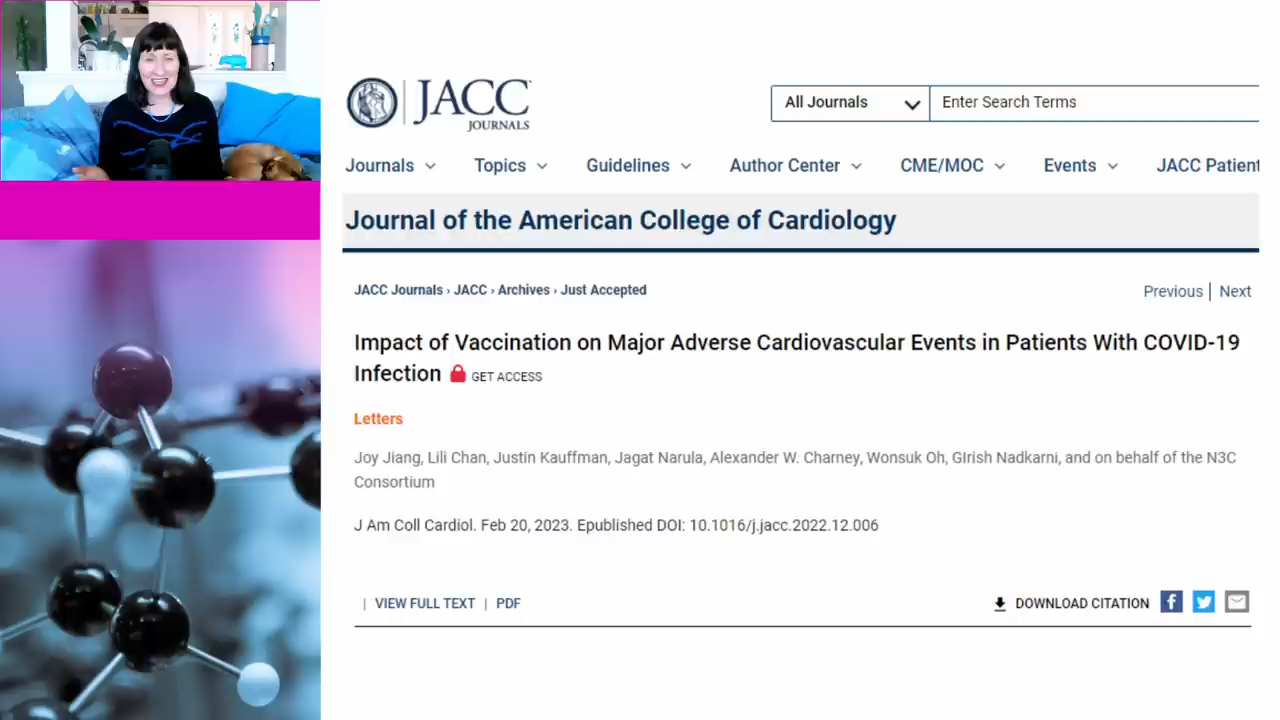 JACC
JOURNALS
All Journals
Enter Search Terms
Journals
Topics
Guidelines
Author Center
CME/MOC
Events
JACC Patient
Journal of the American College of Cardiology
JACC Journals › JACC › Archives › Just Accepted
Previous | Next
Impact of Vaccination on Major Adverse Cardiovascular Events in Patients With COVID-19
Infection GET ACCESS
Letters
Joy Jiang, Lili Chan, Justin Kauffman, Jagat Narula, Alexander W. Charney, Wonsuk Oh, GIrish Nadkarni, and on behalf of the N3C
Consortium
J Am Coll Cardiol. Feb 20, 2023. Epublished DOI: 10.1016/j.jacc.2022.12.006
| VIEW FULL TEXT | PDF
DOWNLOAD CITATION